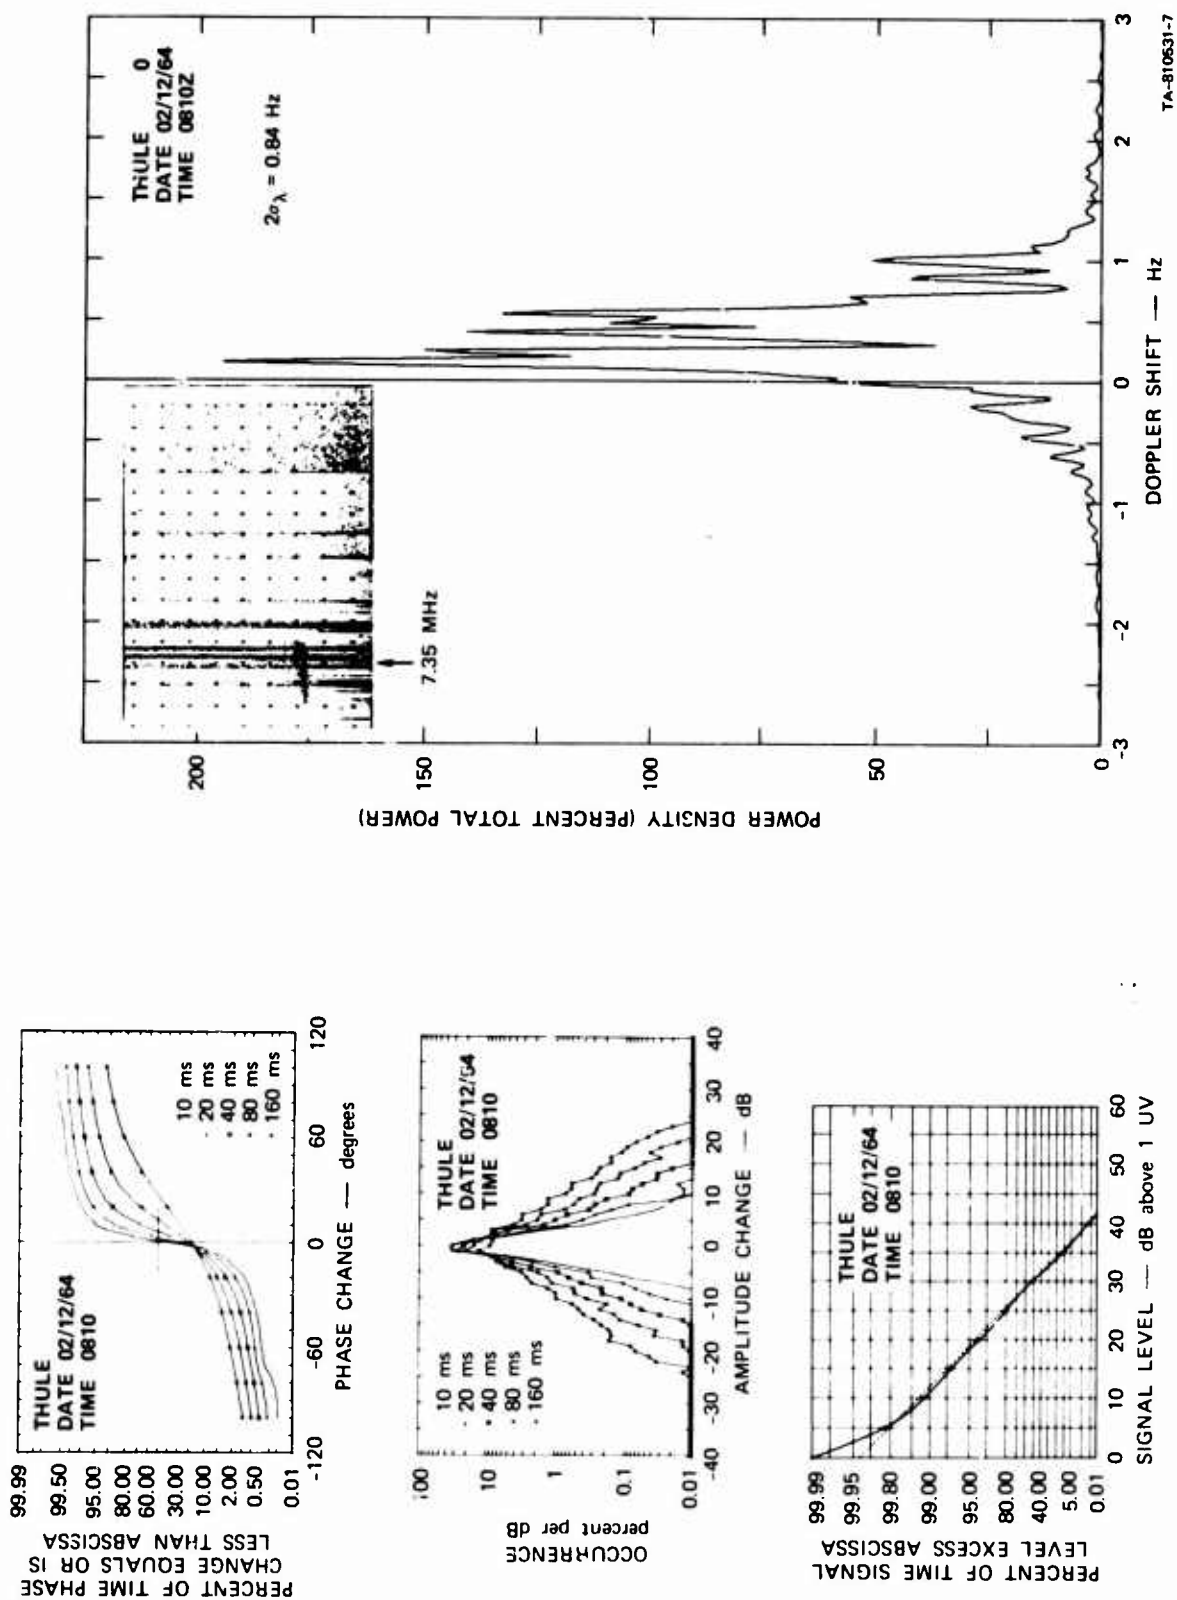 THULE 0
DATE 02/12/64
TIME 0810Z
2σλ = 0.84 Hz
7.35 MHz
200
150
100
50
0
POWER DENSITY (PERCENT TOTAL POWER)
-3 -2 -1 0 1 2 3
DOPPLER SHIFT — Hz
TA-810531-7
THULE
DATE 02/12/64
TIME 0810
10 ms
20 ms
40 ms
80 ms
160 ms
99.99
99.50
95.00
80.00
60.00
30.00
10.00
2.00
0.50
0.01
PERCENT OF TIME PHASE
CHANGE EQUALS OR IS
LESS THAN ABSCISSA
-120 -60 0 60 120
PHASE CHANGE — degrees
10 ms
20 ms
40 ms
80 ms
160 ms
THULE
DATE 02/12/64
TIME 0810
100
10
1
0.1
0.01
OCCURRENCE
percent per dB
-40 -30 -20 -10 0 10 20 30 40
AMPLITUDE CHANGE — dB
THULE
DATE 02/12/64
TIME 0810
99.99
99.95
99.80
99.00
95.00
80.00
40.00
5.00
0.01
PERCENT OF TIME SIGNAL
LEVEL EXCESS ABSCISSA
0 10 20 30 40 50 60
SIGNAL LEVEL — dB above 1 UV